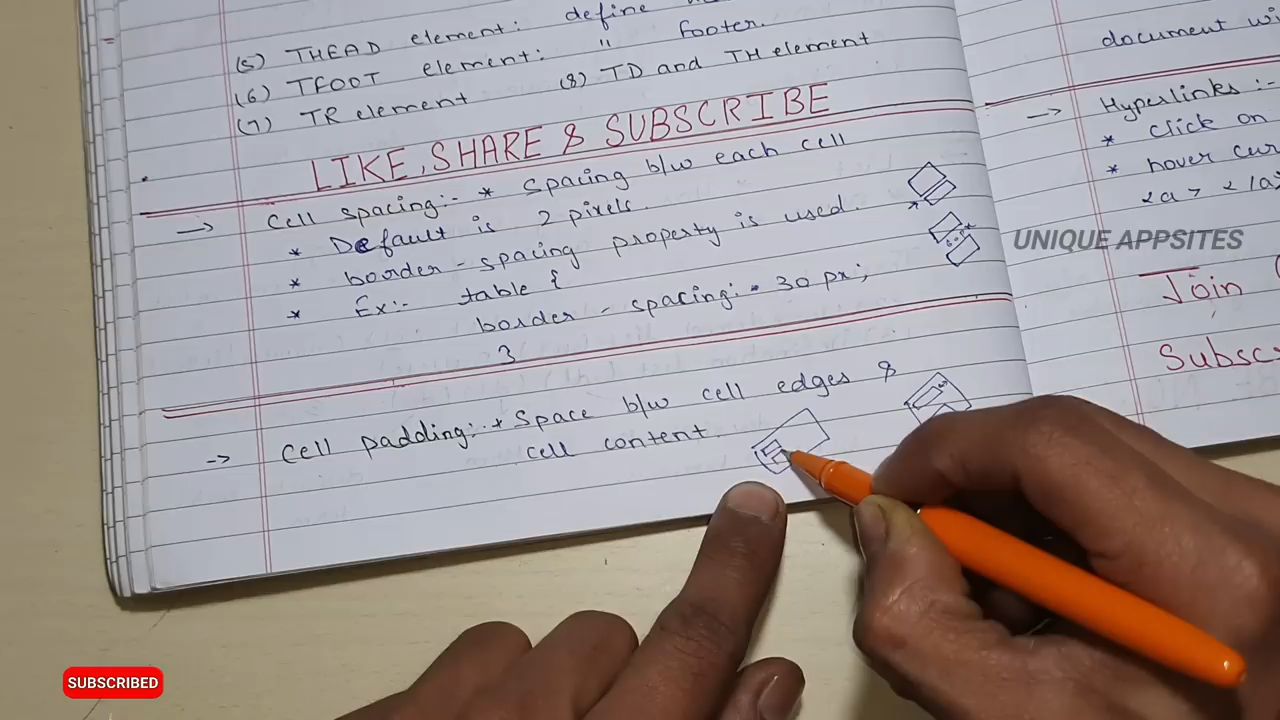 (5) THEAD element: define
(6) TFOOT element: " footer.
(7) TR element (8) TD and TH element
LIKE, SHARE & SUBSCRIBE
→ Cell spacing:- * Spacing b/w each cell
* Default is 2 pixels.
* border-spacing property is used.
* Ex:- table {
border-spacing: 30 px;
}
→ Cell padding:- * Space b/w cell edges &
cell content.
document wi
→ Hyperlinks :-
* Click on
* hover cur
<a> </a>
Join
Subsc
UNIQUE APPSITES
SUBSCRIBED